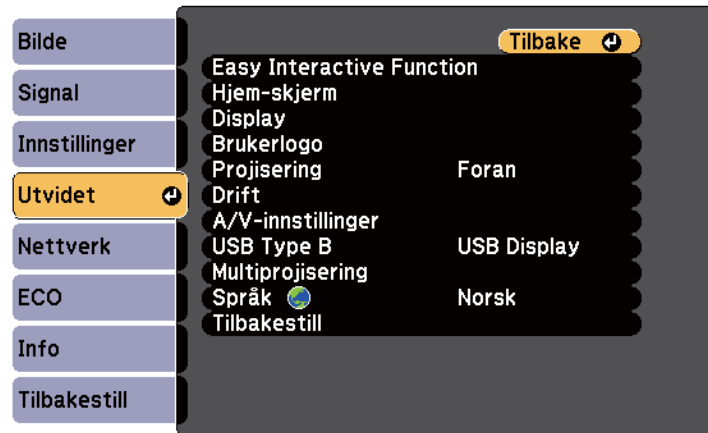 Bilde
Signal
Innstillinger
Utvidet
Nettverk
ECO
Info
Tilbakestill
Tilbake
Easy Interactive Function
Hjem-skjerm
Display
Brukerlogo
Projisering Foran
Drift
A/V-innstillinger
USB Type B USB Display
Multiprojisering
Språk Norsk
Tilbakestill